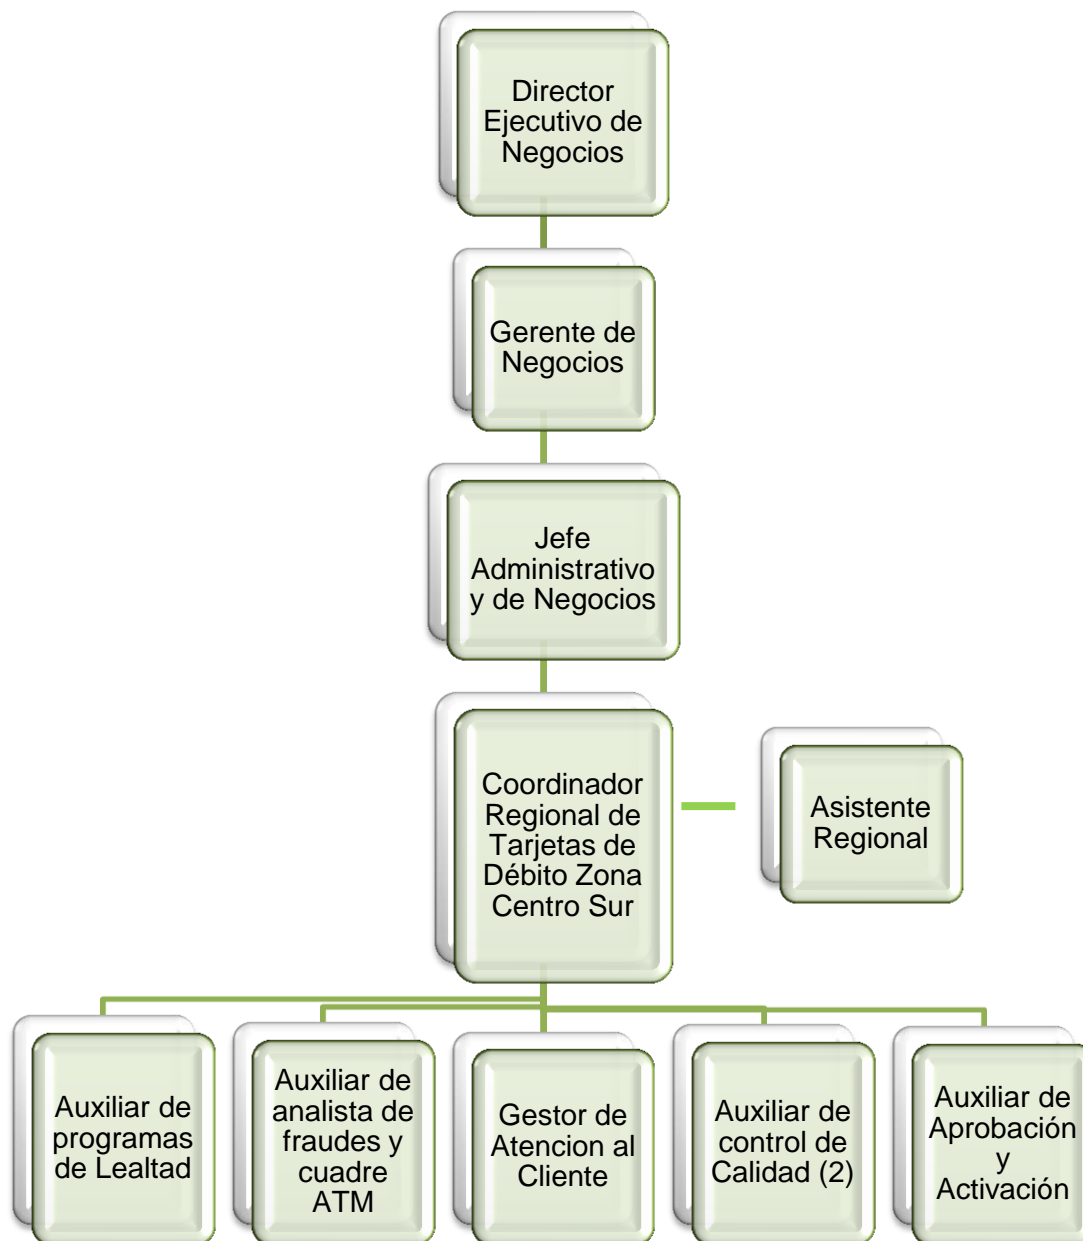 Director
Ejecutivo de
Negocios
Gerente de
Negocios
Jefe
Administrativo
y de Negocios
Coordinador
Regional de
Tarjetas de
Débito Zona
Centro Sur
Asistente
Regional
Auxiliar de
programas
de Lealtad
Auxiliar de
analista de
fraudes y
cuadre
ATM
Gestor de
Atencion al
Cliente
Auxiliar de
control de
Calidad (2)
Auxiliar de
Aprobación
y
Activación